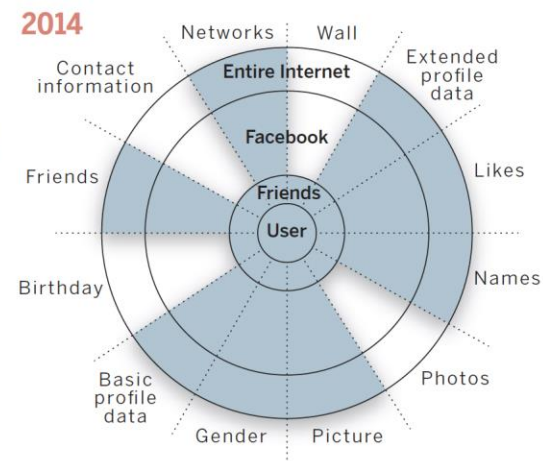 2014
Networks
Wall
Extended
profile
data
Likes
Names
Photos
Picture
Gender
Basic
profile
data
Birthday
Friends
Contact
information
Entire Internet
Facebook
Friends
User